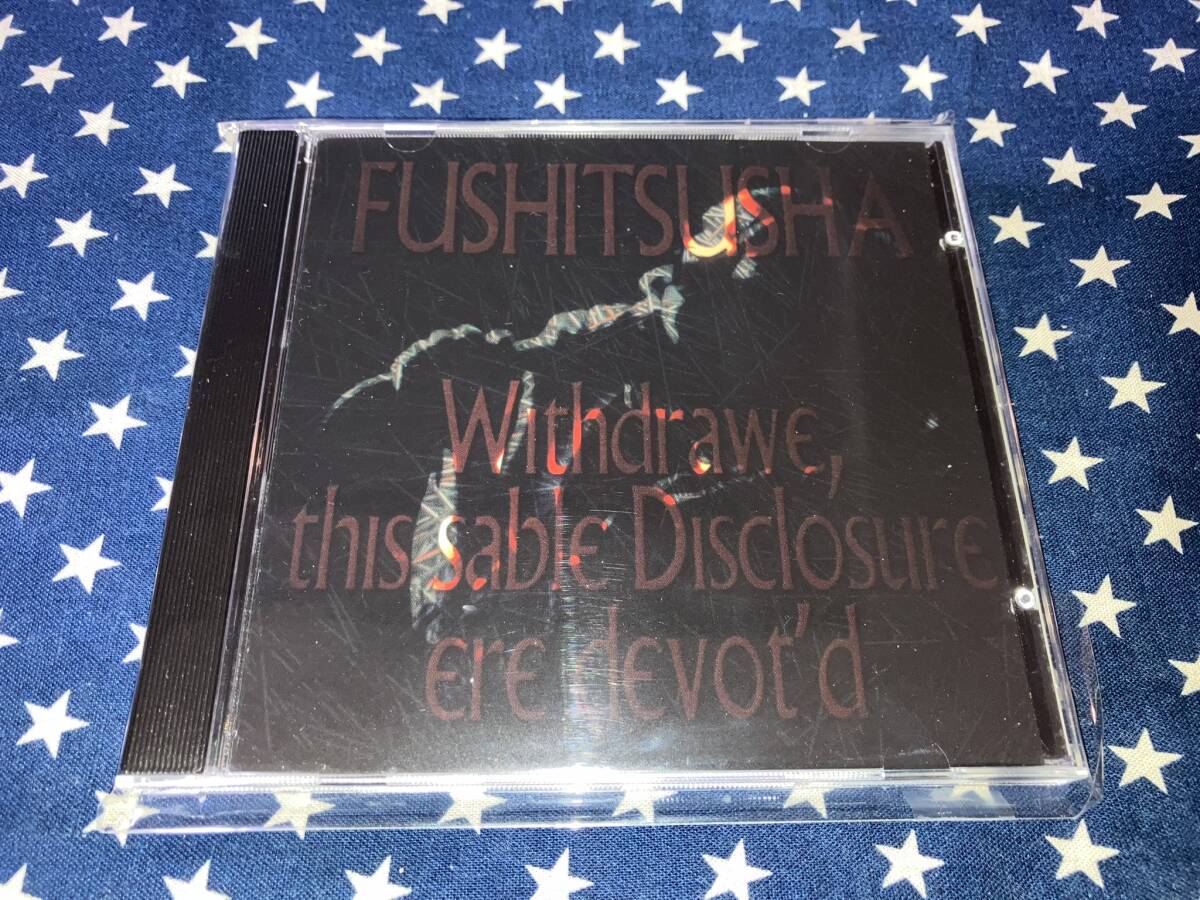 FUSHITSUSHA
Withdrawe,
this sable Disclosure
ere devot'd